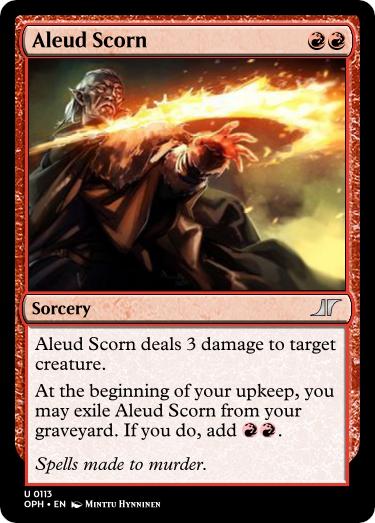 Aleud Scorn
Sorcery
Aleud Scorn deals 3 damage to target
creature.
At the beginning of your upkeep, you
may exile Aleud Scorn from your
graveyard. If you do, add .
Spells made to murder.
U 0113
OPH • EN Minttu Hynninen